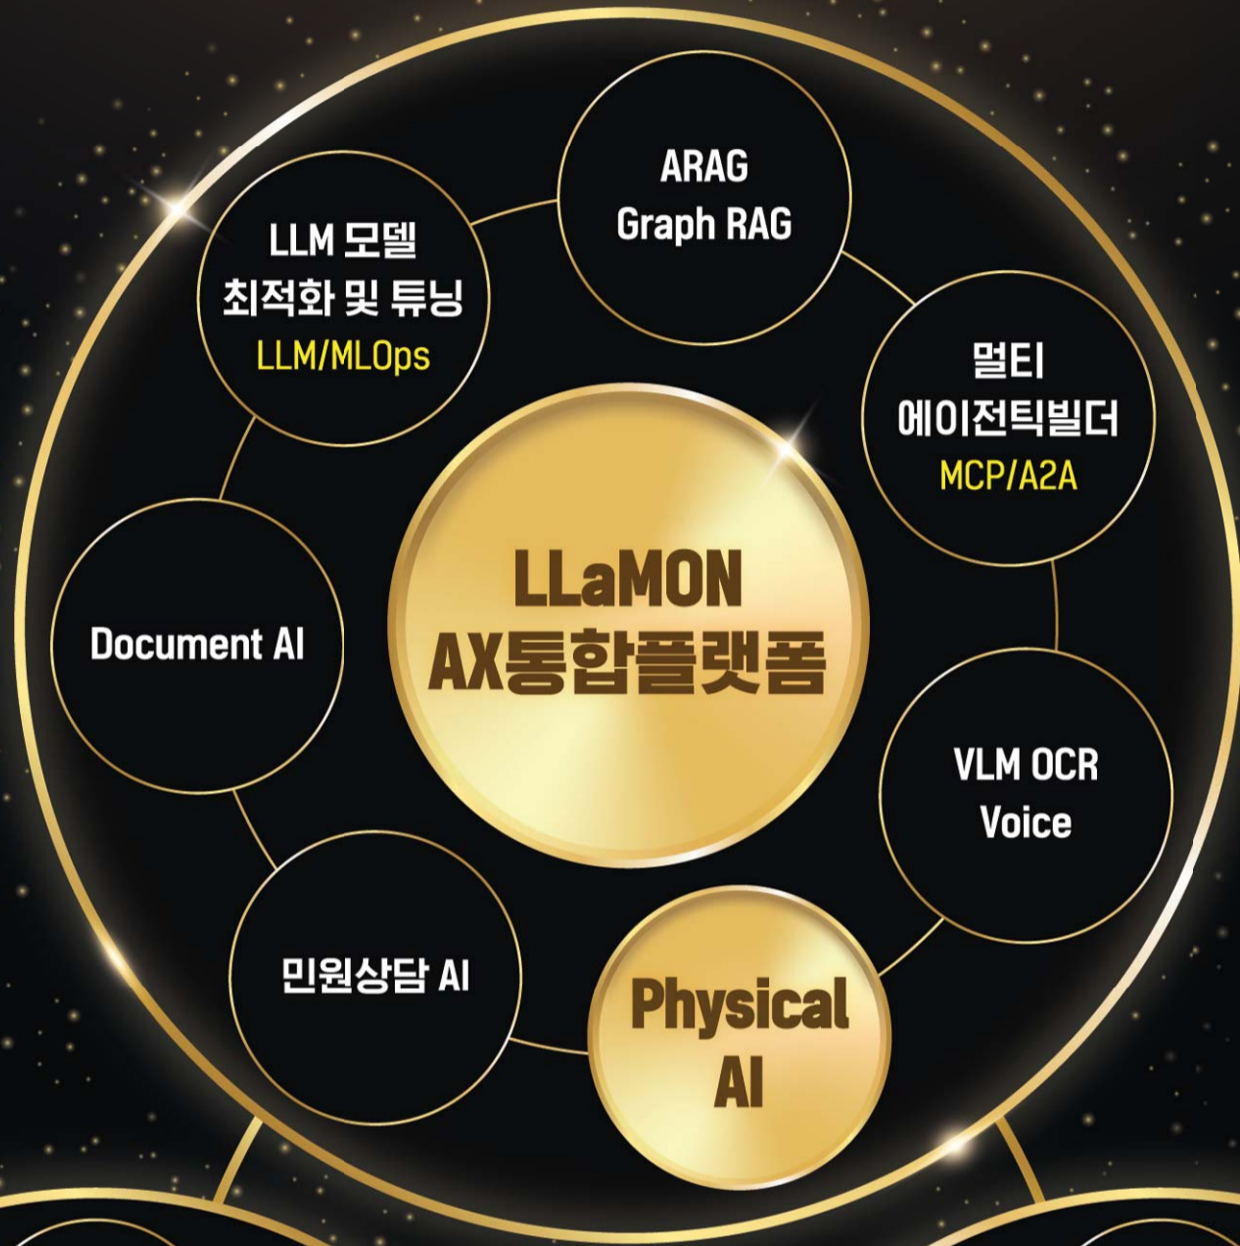 ARAG
Graph RAG
LLM 모델
최적화 및 튜닝
LLM/MLOps
멀티
에이전틱빌더
MCP/A2A
LLaMON
AX통합플랫폼
Document AI
VLM OCR
Voice
민원상담 AI
Physical
AI